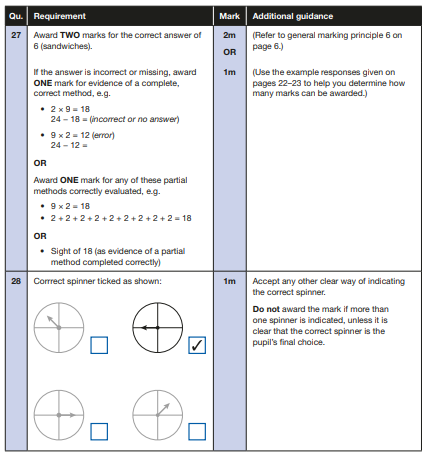 Qu. Requirement Mark Additional guidance
27 Award TWO marks for the correct answer of 2m (Refer to general marking principle 6 on
6 (sandwiches). page 6.)
OR
If the answer is incorrect or missing, award 1m (Use the example responses given on
ONE mark for evidence of a complete, pages 22–23 to help you determine how
correct method, e.g. many marks can be awarded.)
• 2 × 9 = 18
24 – 18 = (incorrect or no answer)
• 9 × 2 = 12 (error)
24 – 12 =
OR
Award ONE mark for any of these partial
methods correctly evaluated, e.g.
• 9 × 2 = 18
• 2 + 2 + 2 + 2 + 2 + 2 + 2 + 2 + 2 = 18
OR
• Sight of 18 (as evidence of a partial
method completed correctly)
28 Corrrect spinner ticked as shown: 1m Accept any other clear way of indicating
the correct spinner.
Do not award the mark if more than
one spinner is indicated, unless it is
clear that the correct spinner is the
pupil's final choice.